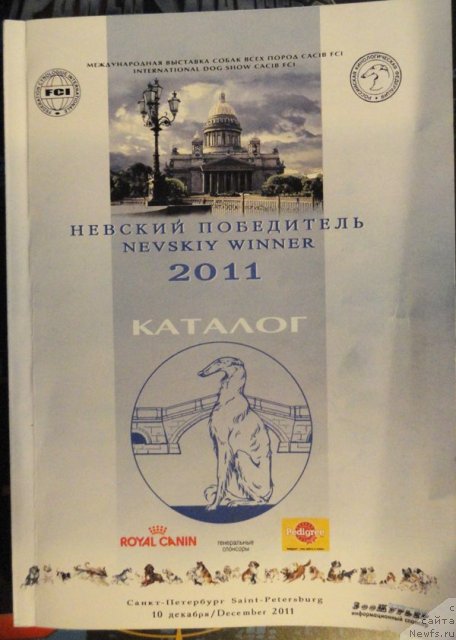 МЕЖДУНАРОДНАЯ ВЫСТАВКА СОБАК ВСЕХ ПОРОД CACIB FCI
INTERNATIONAL DOG SHOW CACIB FCI
FCI
НЕВСКИЙ ПОБЕДИТЕЛЬ
NEVSKIY WINNER
2011
КАТАЛОГ
ROYAL CANIN
генеральные
спонсоры
Pedigree
Санкт-Петербург Saint-Petersburg
10 декабря/December 2011
информационный
с
сайта
Newfs.ru